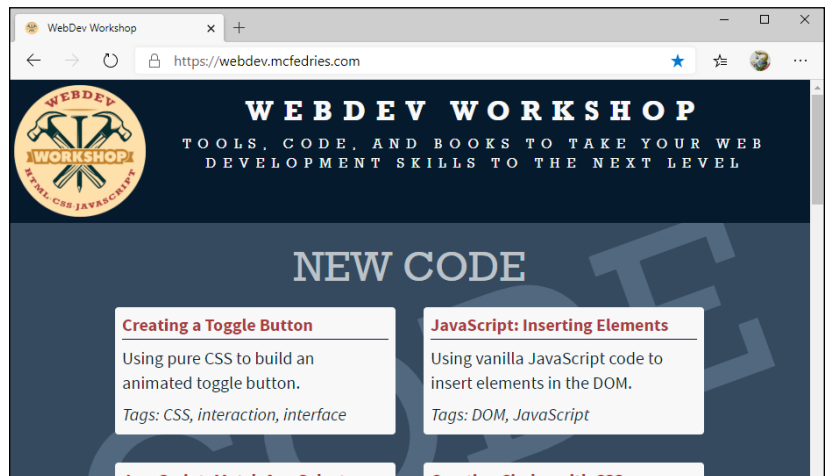 WebDev Workshop
https://webdev.mcfedries.com
WEBDEV
WORKSHOP
HTML·CSS·JAVASCRIPT
WEBDEV WORKSHOP
TOOLS, CODE, AND BOOKS TO TAKE YOUR WEB
DEVELOPMENT SKILLS TO THE NEXT LEVEL
CODE
NEW CODE
Creating a Toggle Button
Using pure CSS to build an
animated toggle button.
Tags: CSS, interaction, interface
JavaScript: Inserting Elements
Using vanilla JavaScript code to
insert elements in the DOM.
Tags: DOM, JavaScript